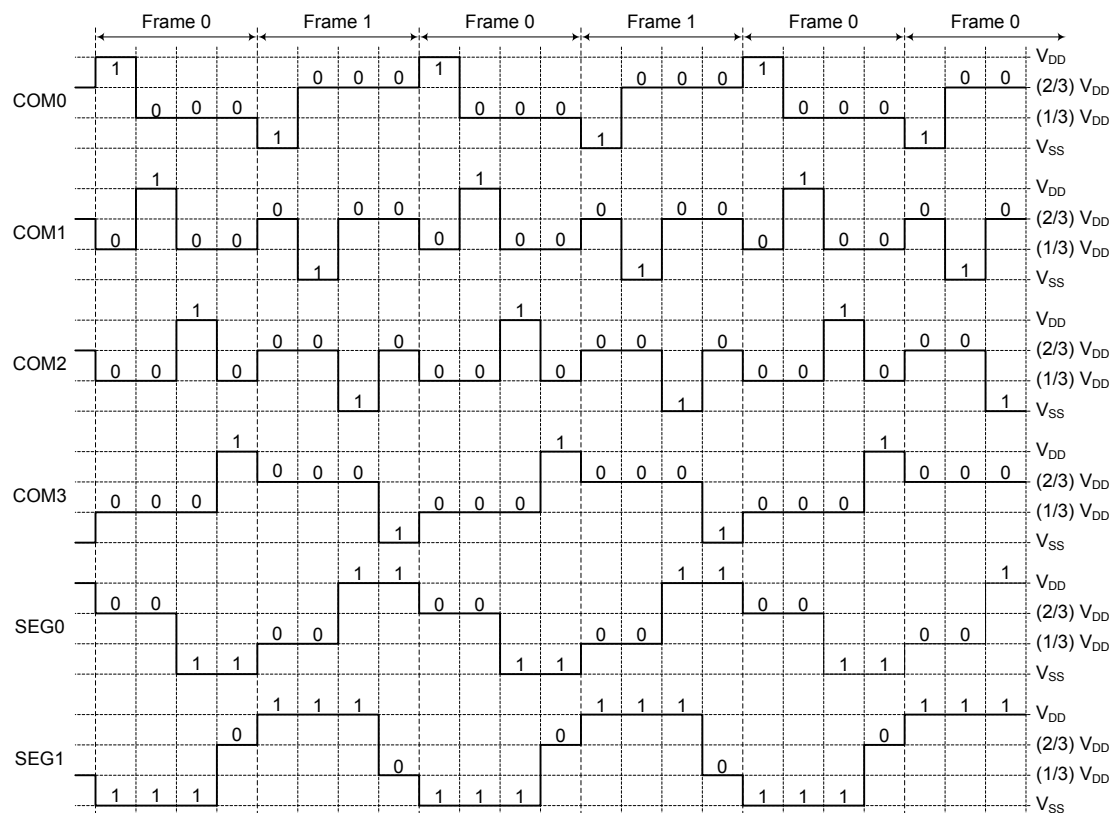 Frame 0 Frame 1 Frame 0 Frame 1 Frame 0 Frame 0
V_DD
1 1 1
0 0 0 0 0 0 0 0 (2/3) V_DD
COM0
0 0 0 0 0 0 0 0 0 (1/3) V_DD
1 1 1 V_SS
1 1 1 V_DD
0 0 0 0 0 0 0 0 (2/3) V_DD
COM1
0 0 0 0 0 0 0 0 0 (1/3) V_DD
1 1 1 V_SS
1 1 1 V_DD
0 0 0 0 0 0 0 0 (2/3) V_DD
COM2
0 0 0 0 0 0 0 0 0 (1/3) V_DD
1 1 1 V_SS
1 1 1 V_DD
0 0 0 0 0 0 0 0 0 (2/3) V_DD
COM3
0 0 0 0 0 0 0 0 0 (1/3) V_DD
1 1 V_SS
1 1 1 1 1 V_DD
0 0 0 0 0 0 (2/3) V_DD
SEG0
0 0 0 0 0 0 (1/3) V_DD
1 1 1 1 1 1 V_SS
1 1 1 1 1 1 1 1 1 V_DD
0 0 0 (2/3) V_DD
SEG1
0 0 (1/3) V_DD
1 1 1 1 1 1 1 1 1 V_SS